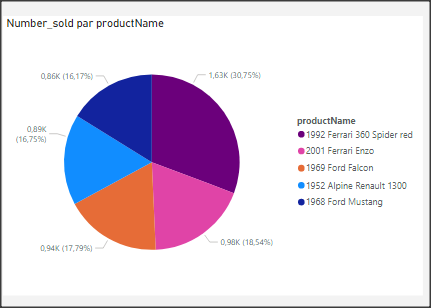 Number_sold par productName
0,86K (16,17%)
1,63K (30,75%)
0,89K
(16,75%)
0,94K (17,79%)
0,98K (18,54%)
productName
1992 Ferrari 360 Spider red
2001 Ferrari Enzo
1969 Ford Falcon
1952 Alpine Renault 1300
1968 Ford Mustang